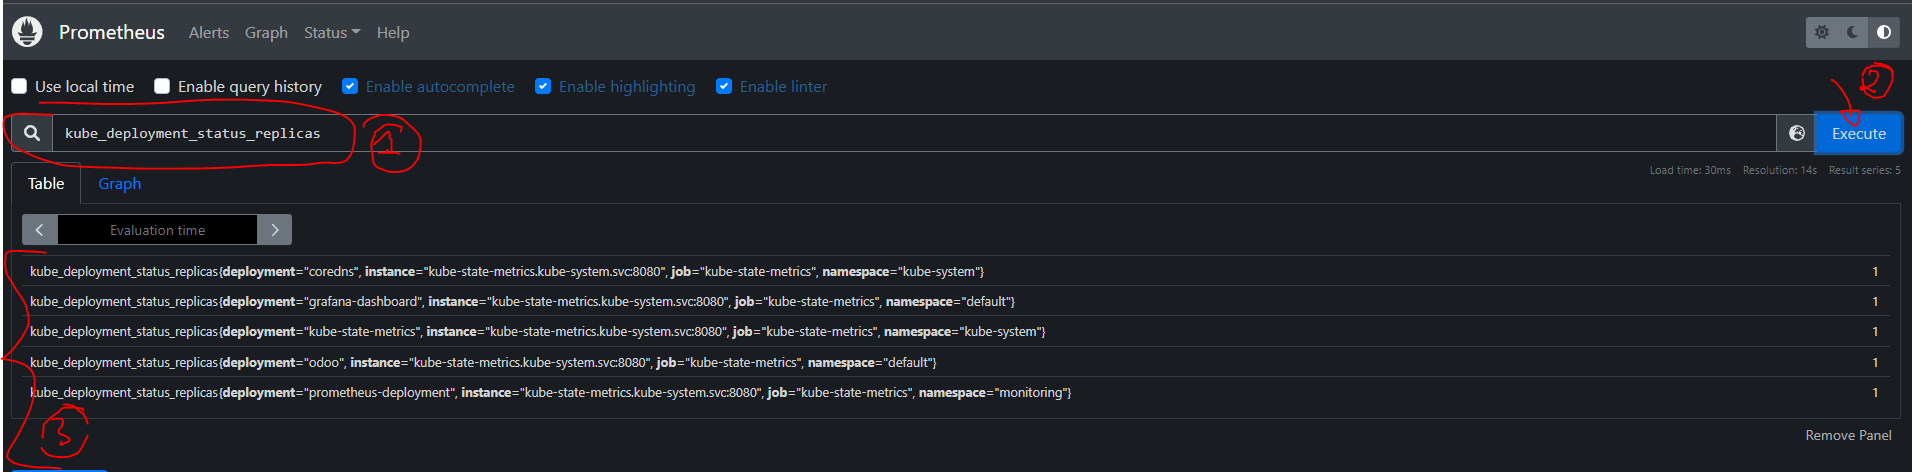 Prometheus Alerts Graph Status Help
2
Use local time Enable query history Enable autocomplete Enable highlighting Enable linter
kube_deployment_status_replicas 1 Execute
Load time: 30ms Resolution: 14s Result series: 5
Table Graph
Evaluation time
kube_deployment_status_replicas{deployment="coredns", instance="kube-state-metrics.kube-system.svc:8080", job="kube-state-metrics", namespace="kube-system"} 1
kube_deployment_status_replicas{deployment="grafana-dashboard", instance="kube-state-metrics.kube-system.svc:8080", job="kube-state-metrics", namespace="default"} 1
kube_deployment_status_replicas{deployment="kube-state-metrics", instance="kube-state-metrics.kube-system.svc:8080", job="kube-state-metrics", namespace="kube-system"} 1
kube_deployment_status_replicas{deployment="odoo", instance="kube-state-metrics.kube-system.svc:8080", job="kube-state-metrics", namespace="default"} 1
kube_deployment_status_replicas{deployment="prometheus-deployment", instance="kube-state-metrics.kube-system.svc:8080", job="kube-state-metrics", namespace="monitoring"} 1
3
Remove Panel